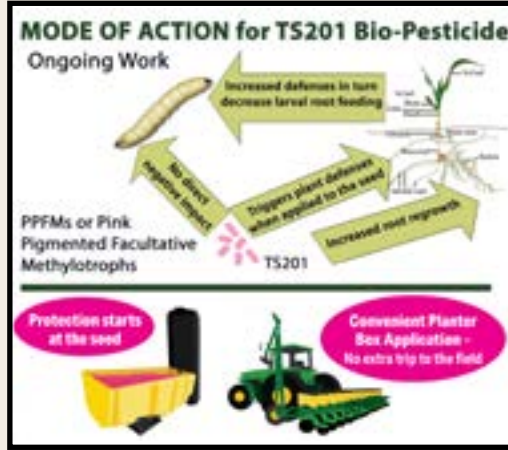 MODE OF ACTION for TS201 Bio-Pesticide
Ongoing Work
Increased defenses in turn
decrease larval root feeding
No direct
negative impact
Triggers plant defenses
when applied to the seed
Increased root regrowth
PPFMs or Pink
Pigmented Facultative
Methylotrophs
TS201
Protection starts
at the seed
Convenient Planter
Box Application –
No extra trip to the field